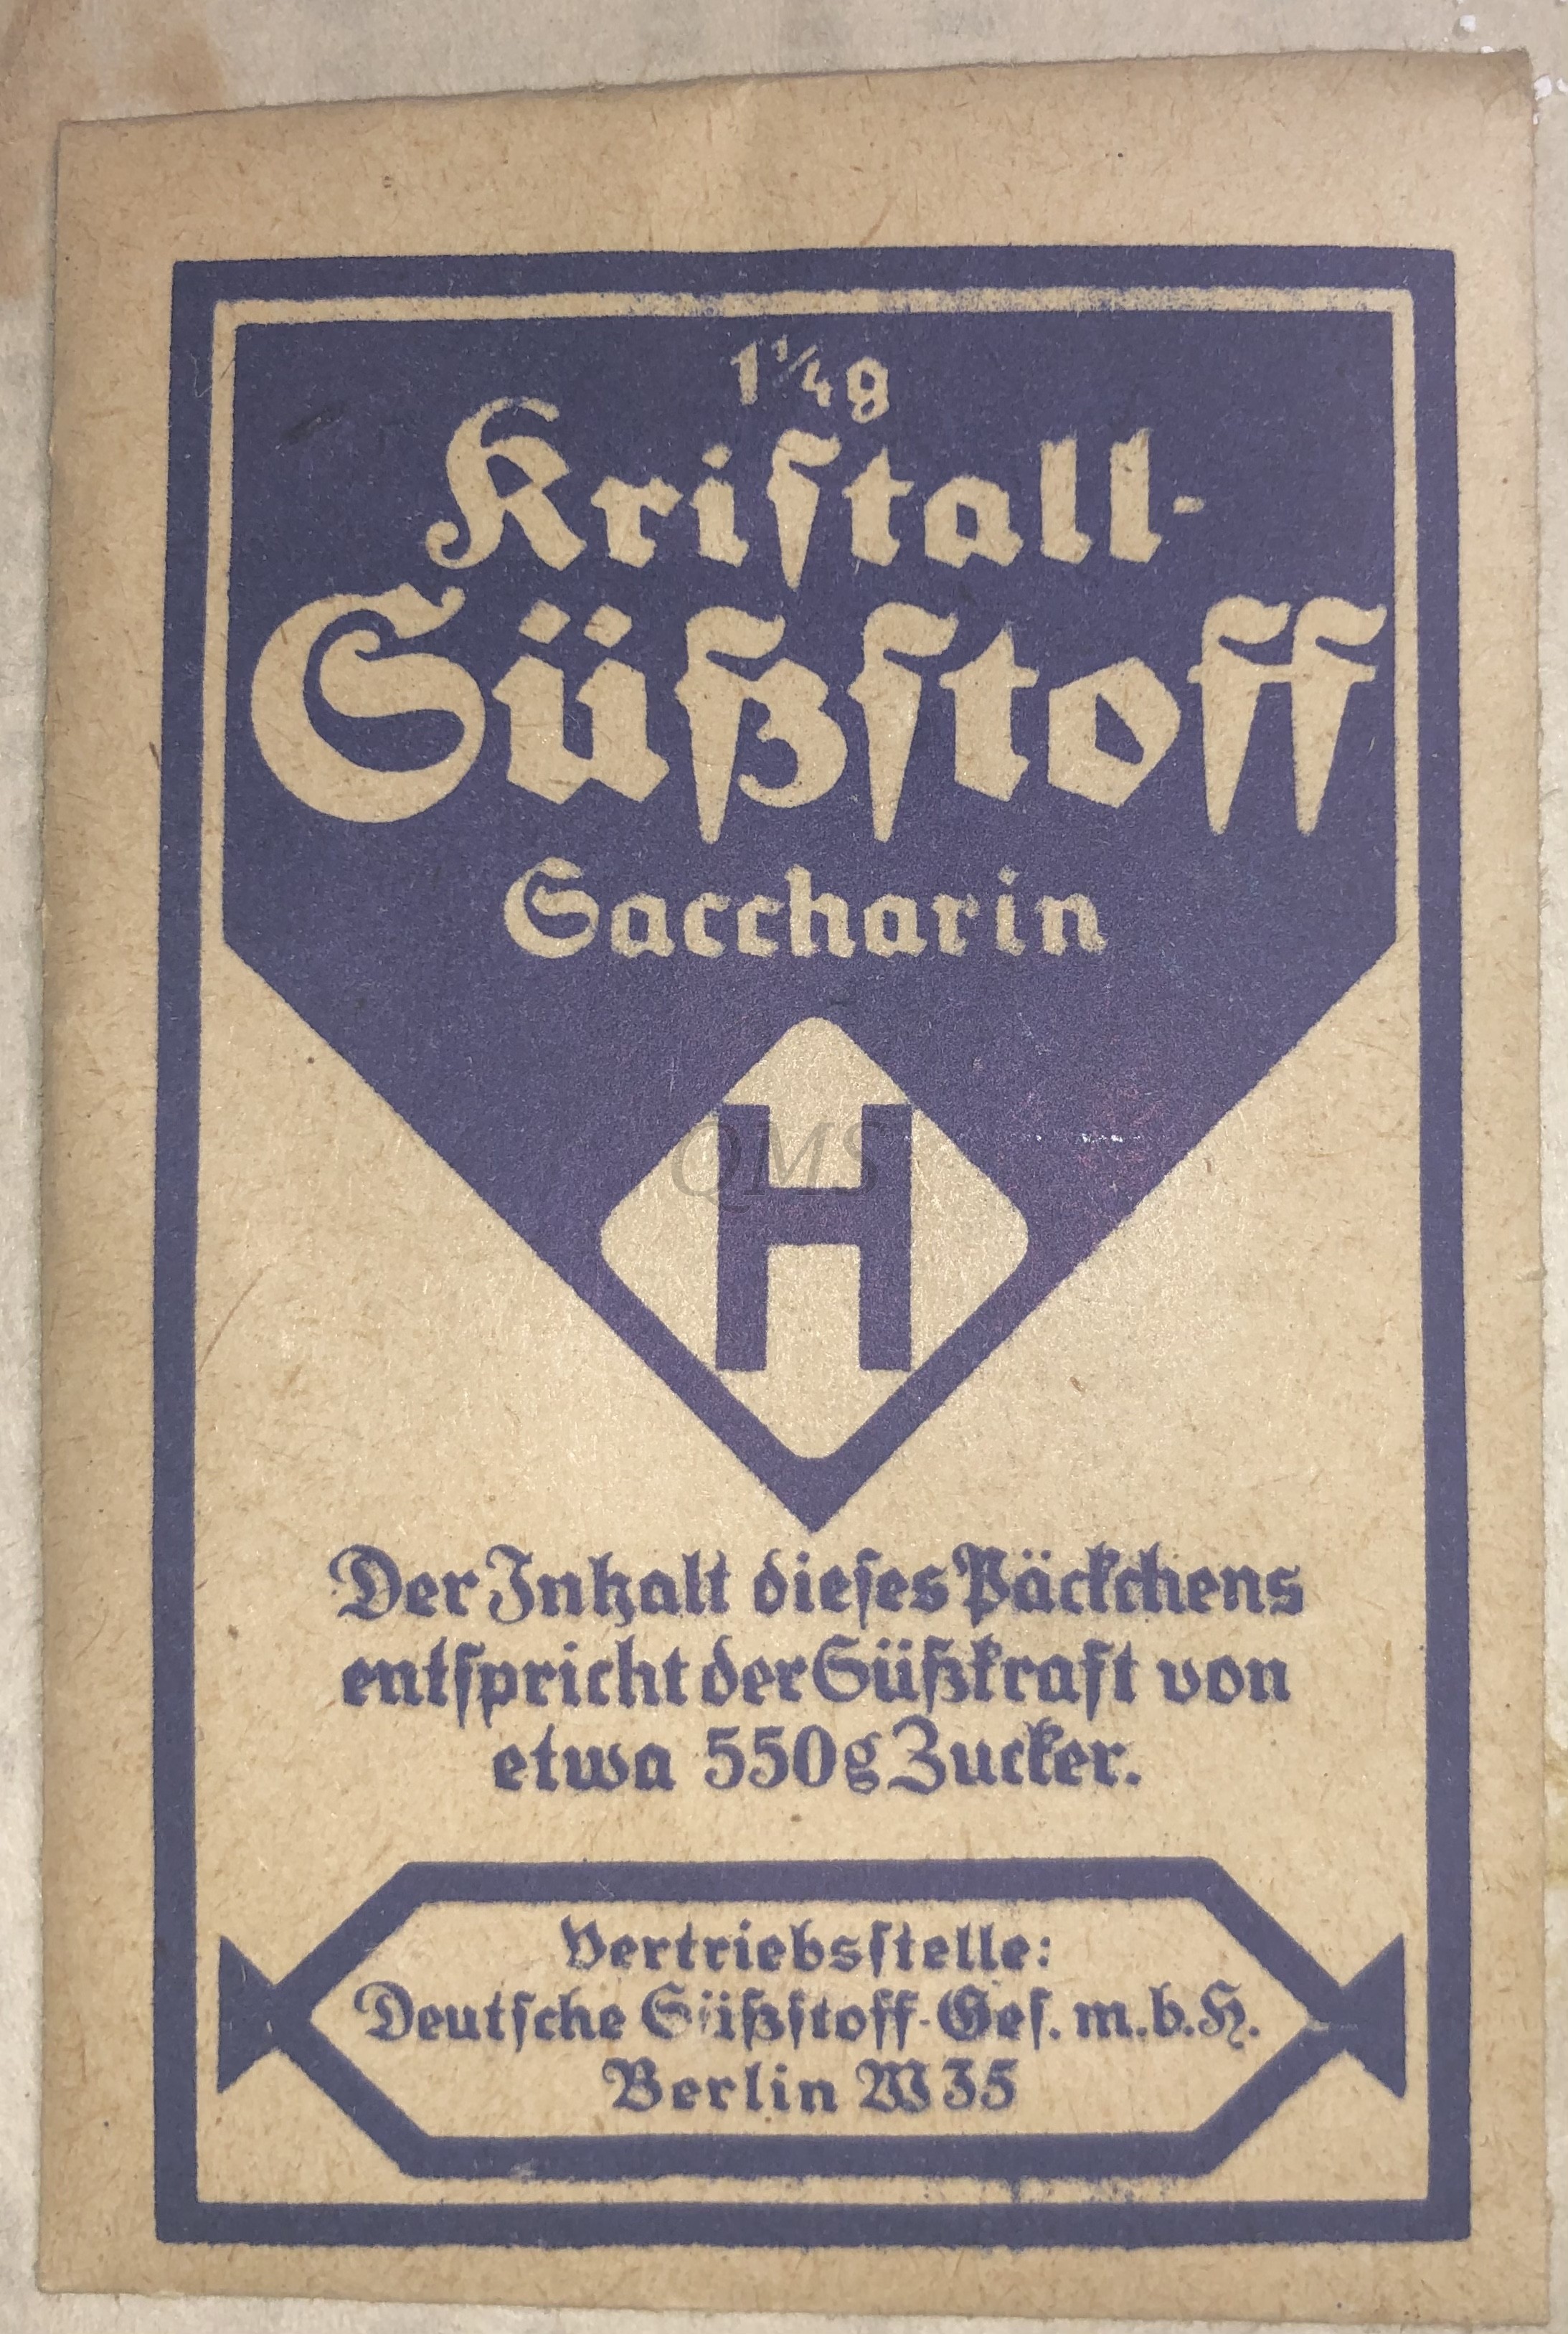 1¼g
Kriſtall-
Süßſtoff
Saccharin
H
QMS
Der Inhalt dieſes Päckchens
entſpricht der Süßkraft von
etwa 550g Zucker.
Vertriebsſtelle:
Deutſche Süßſtoff-Geſ. m.b.H.
Berlin W35